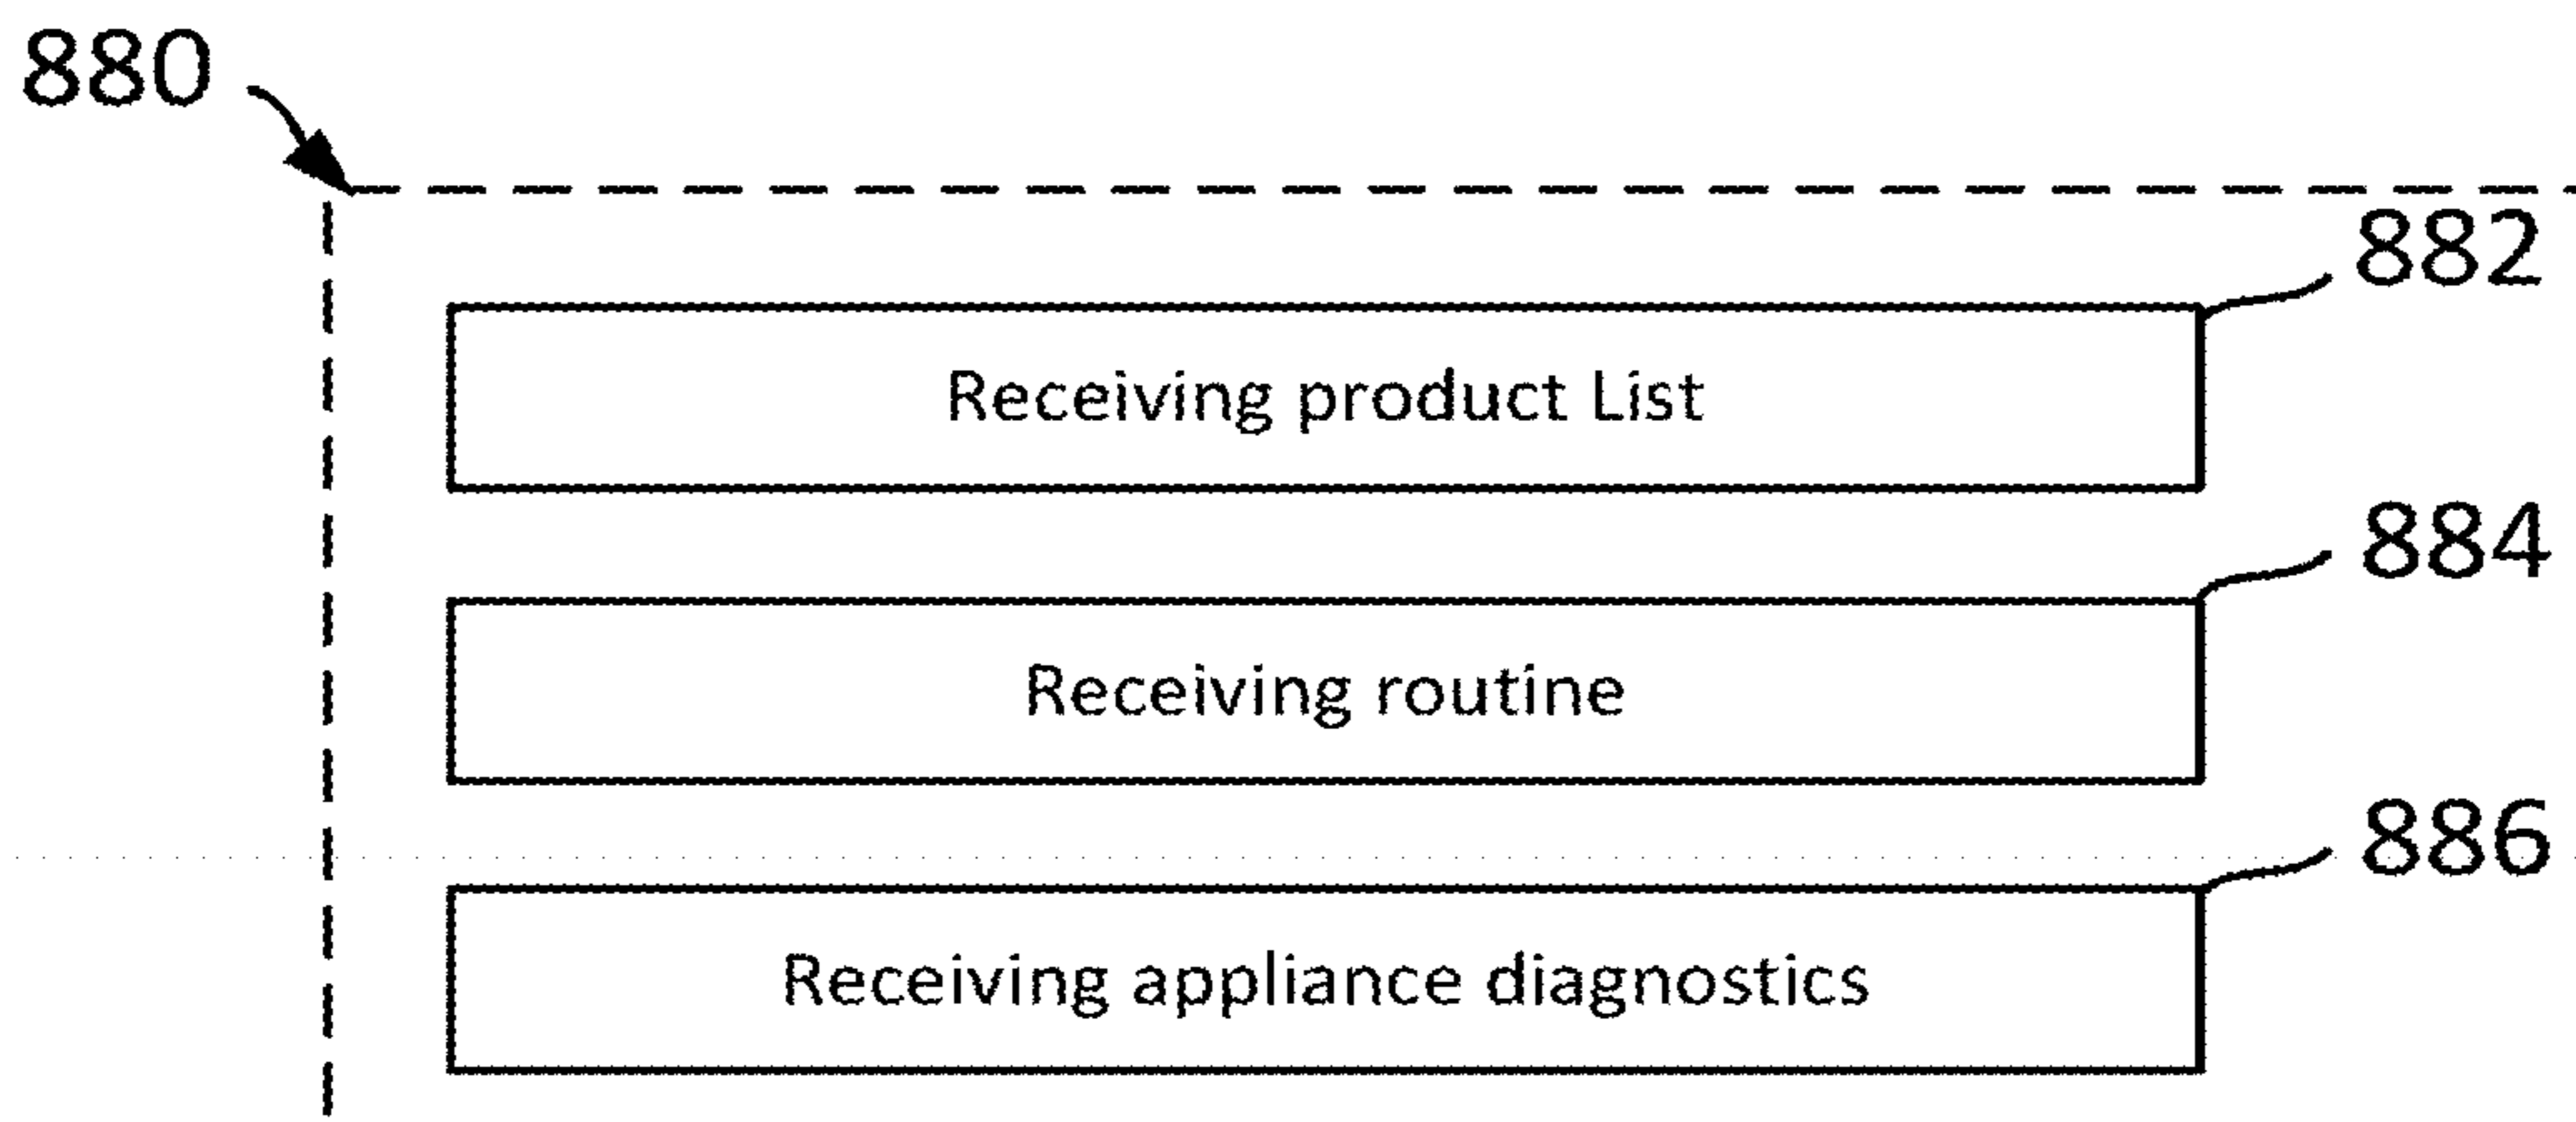 880
882
Receiving product List
884
Receiving routine
886
Receiving appliance diagnostics